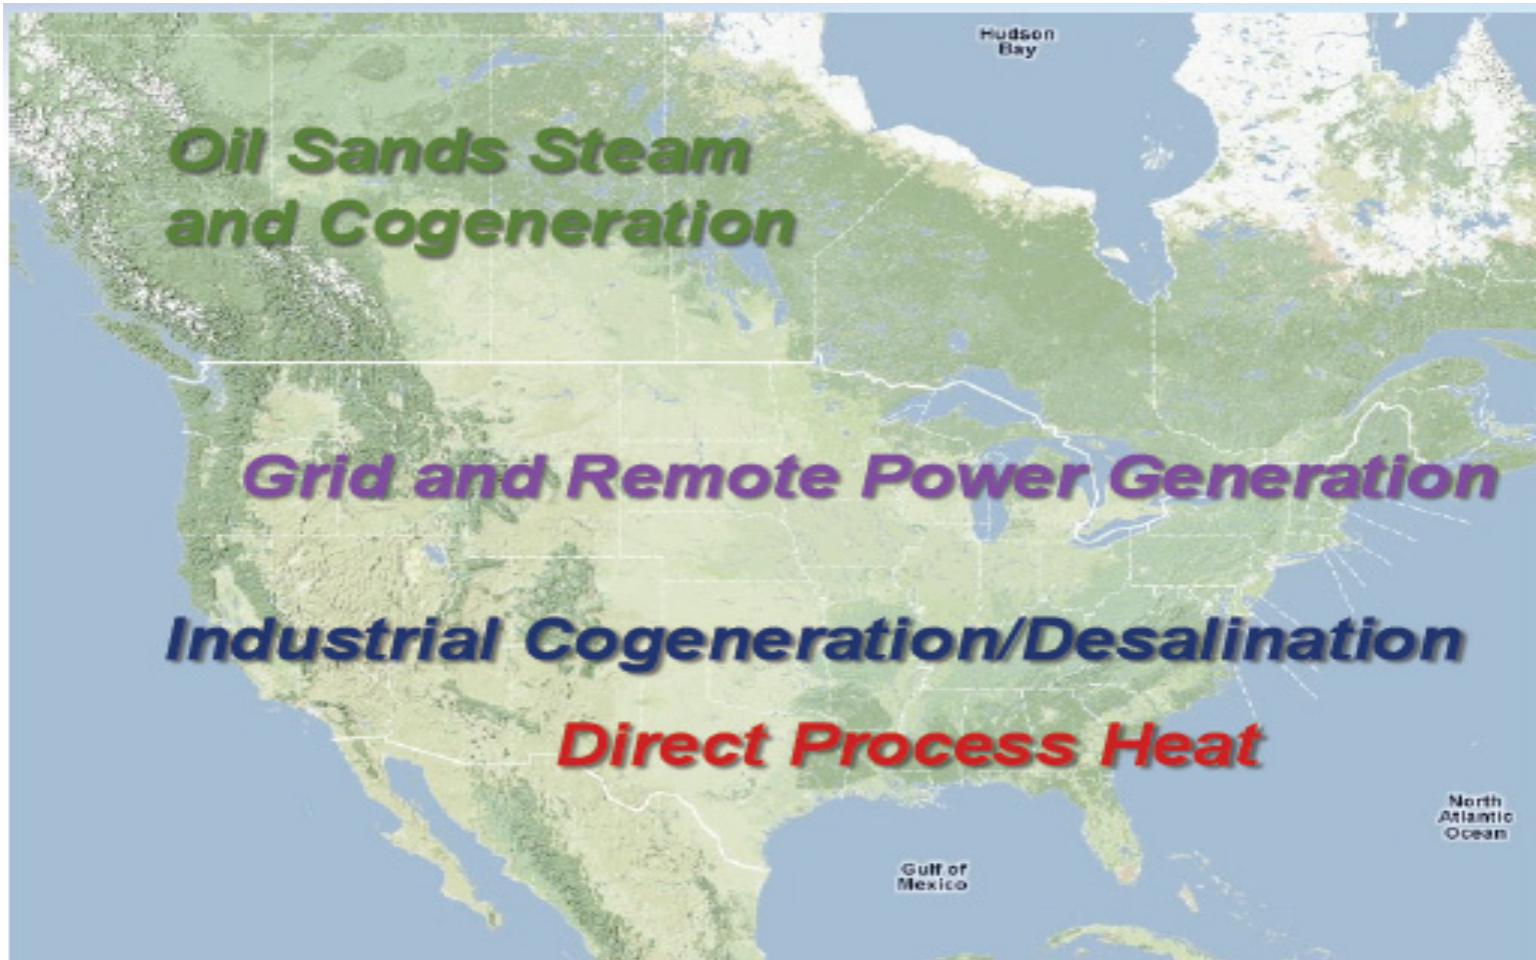 Hudson
Bay
Oil Sands Steam
and Cogeneration
Grid and Remote Power Generation
Industrial Cogeneration/Desalination
Direct Process Heat
North
Atlantic
Ocean
Gulf of
Mexico